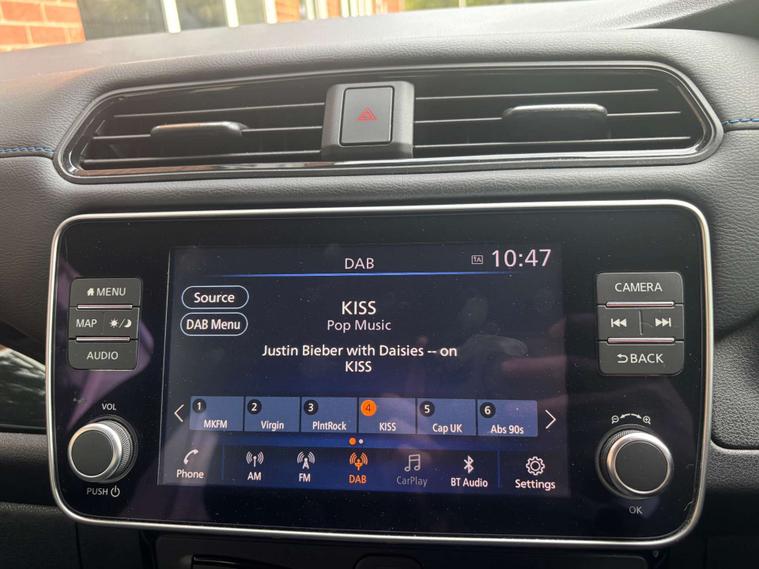 DAB
1A
10:47
MENU
MAP
AUDIO
VOL
PUSH
Source
DAB Menu
KISS
Pop Music
Justin Bieber with Daisies -- on
KISS
1
MKFM
2
Virgin
3
PlntRock
4
KISS
5
Cap UK
6
Abs 90s
Phone
AM
FM
DAB
CarPlay
BT Audio
Settings
CAMERA
BACK
OK